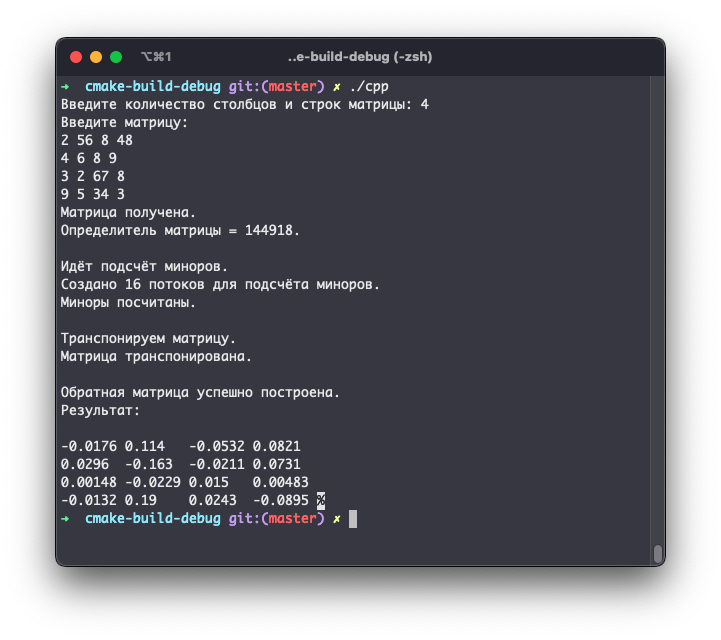 ⌥⌘1 ..e-build-debug (-zsh)
➜ cmake-build-debug git:(master) ✗ ./cpp
Введите количество столбцов и строк матрицы: 4
Введите матрицу:
2 56 8 48
4 6 8 9
3 2 67 8
9 5 34 3
Матрица получена.
Определитель матрицы = 144918.
Идёт подсчёт миноров.
Создано 16 потоков для подсчёта миноров.
Миноры посчитаны.
Транспонируем матрицу.
Матрица транспонирована.
Обратная матрица успешно построена.
Результат:
-0.0176 0.114 -0.0532 0.0821
0.0296 -0.163 -0.0211 0.0731
0.00148 -0.0229 0.015 0.00483
-0.0132 0.19 0.0243 -0.0895 %
➜ cmake-build-debug git:(master) ✗